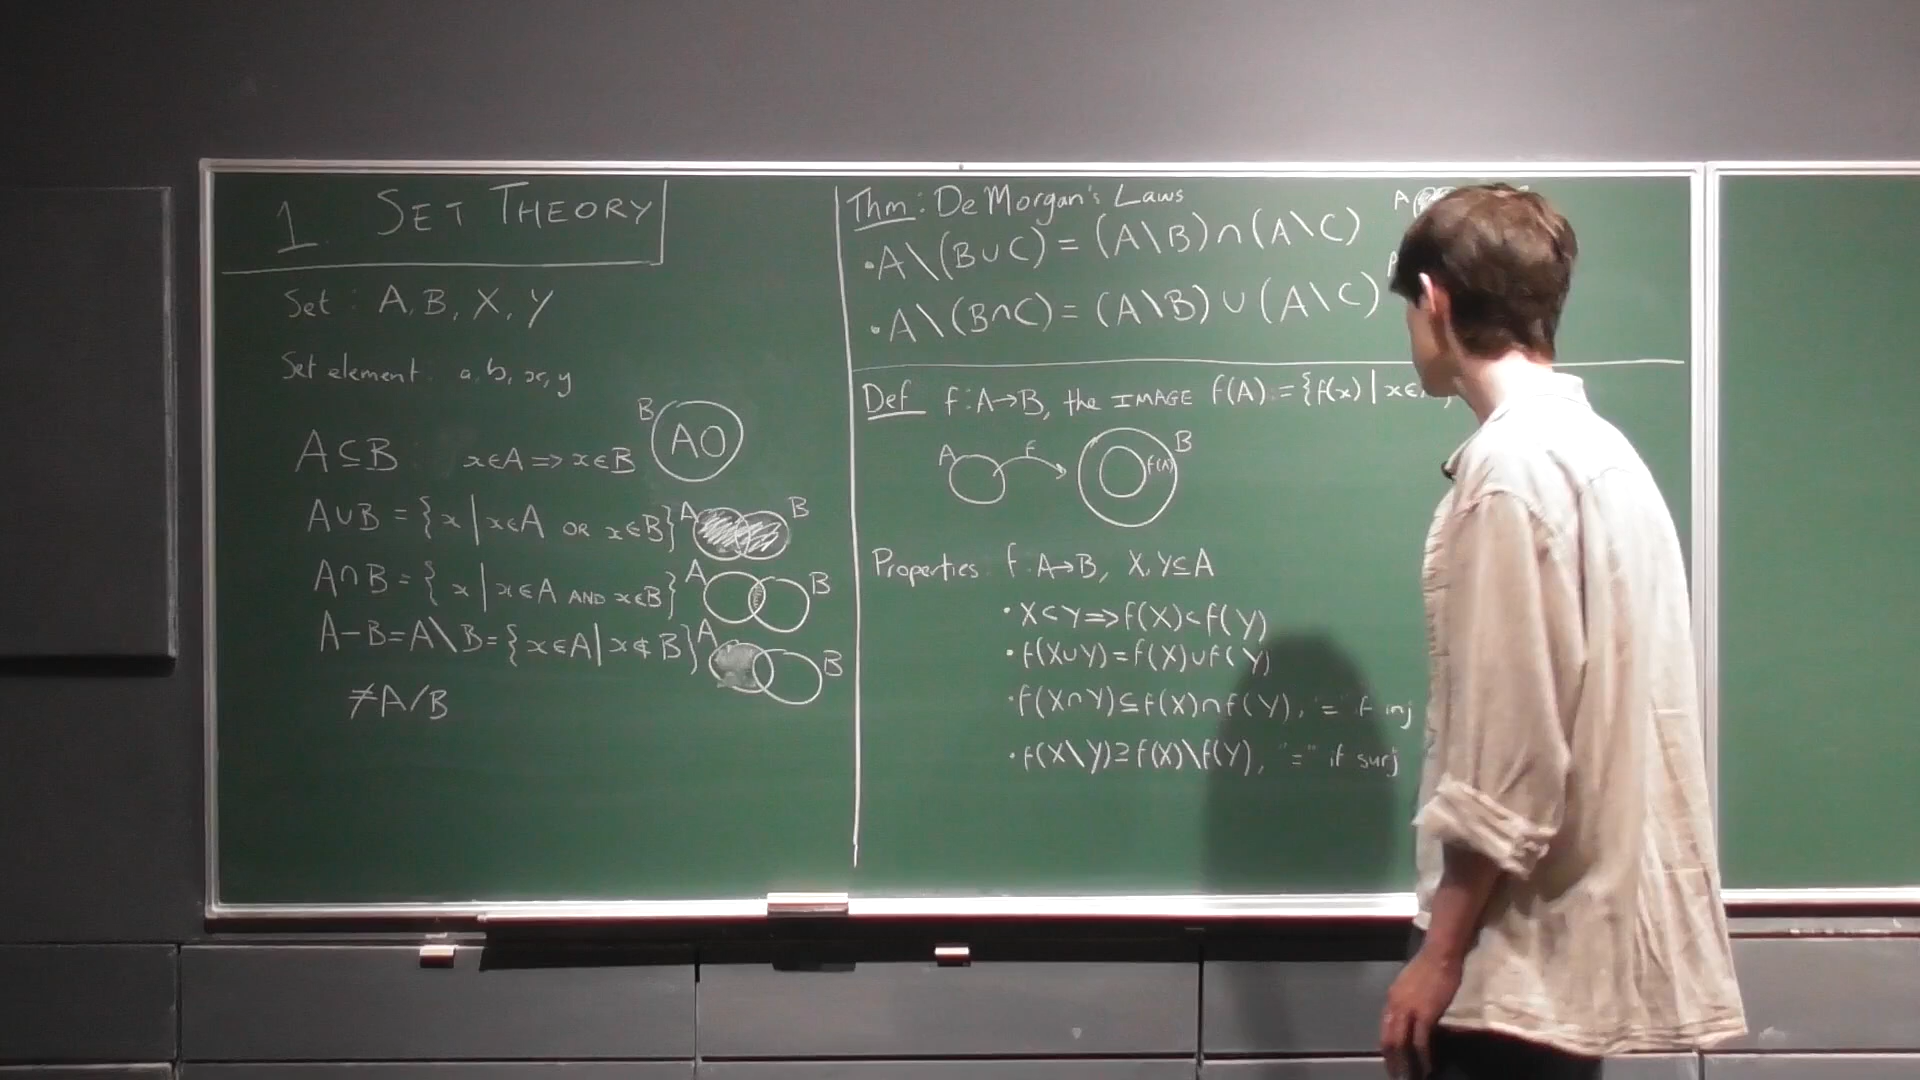 1. SET THEORY
Set : A, B, X, Y
Set element : a, b, x, y
A⊆B : x∈A ⇒ x∈B
B
A
A∪B = {x | x∈A OR x∈B}
A B
A∩B = {x | x∈A AND x∈B}
A B
A-B = A\B = {x∈A | x∉B}
A B
≠A/B
Thm: De Morgan's Laws
• A\(B∪C) = (A\B)∩(A\C)
A
• A\(B∩C) = (A\B)∪(A\C)
Def f: A→B, the IMAGE f(A) := {f(x) | x∈
A f B
f(A)
Properties: f: A→B, X, Y⊆A
• X⊂Y ⇒ f(X)⊂f(Y)
• f(X∪Y) = f(X)∪f(Y)
• f(X∩Y)⊆f(X)∩f(Y), "=" if inj
• f(X\Y)⊇f(X)\f(Y), "=" if surj